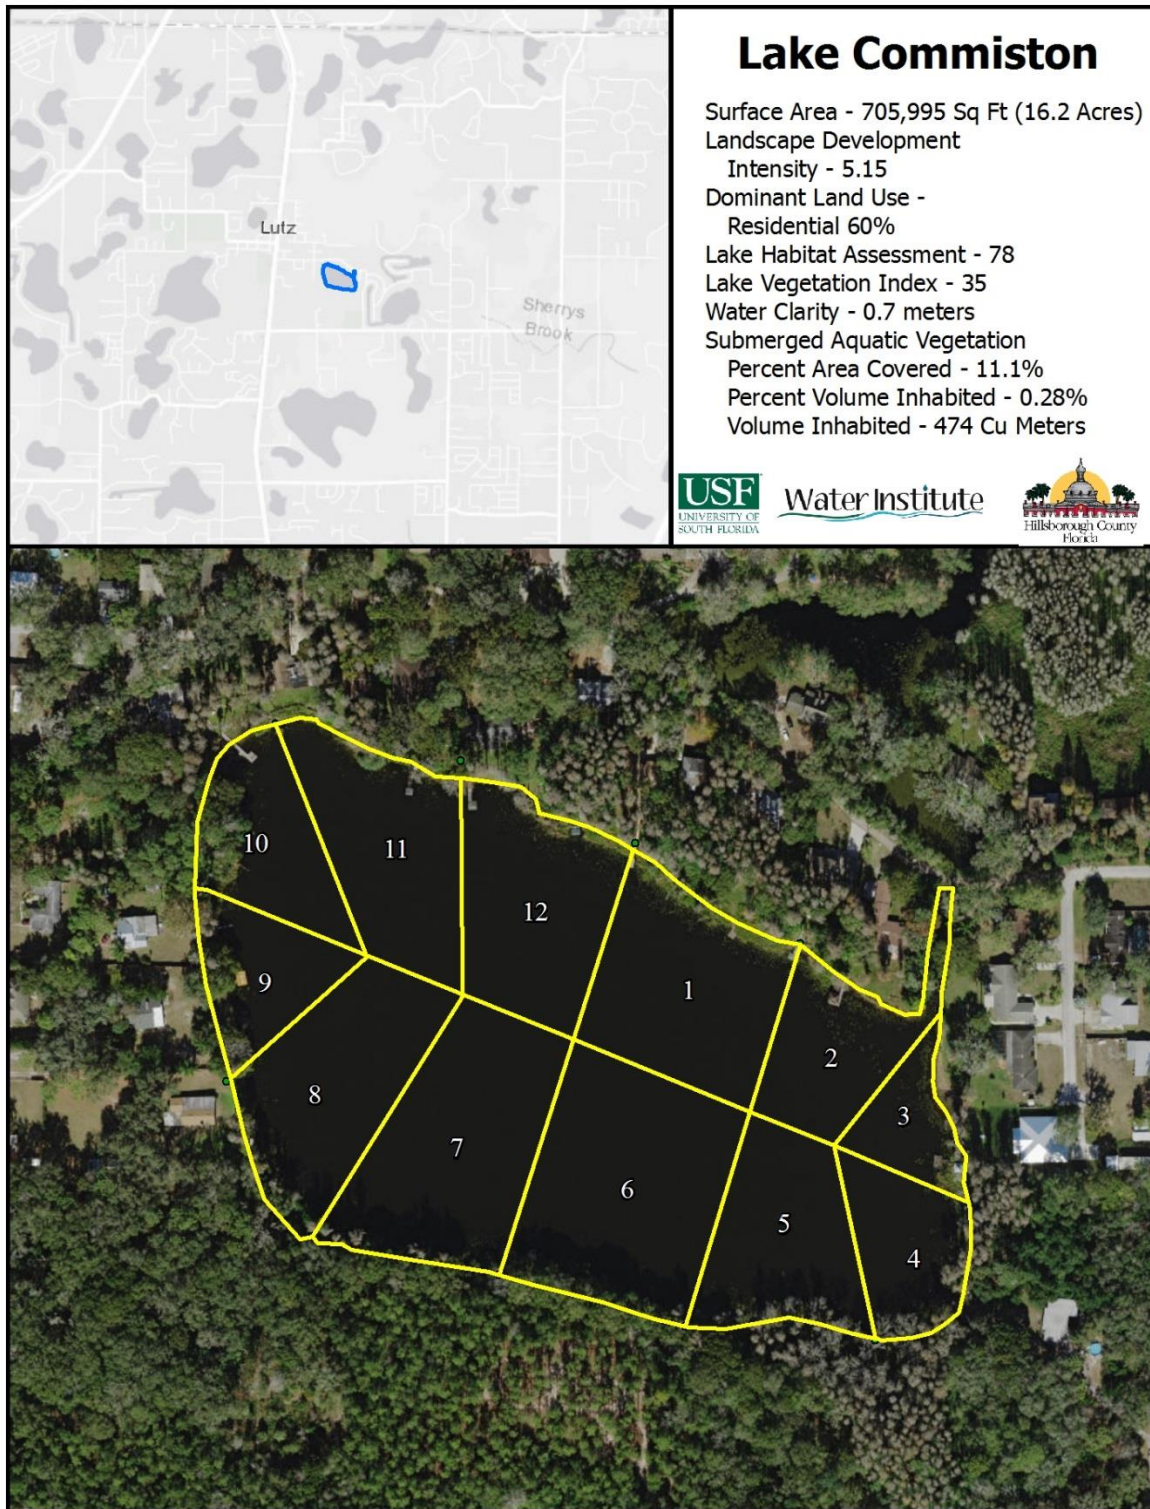 Lutz
Sherrys
Brook
Lake Commiston
Surface Area - 705,995 Sq Ft (16.2 Acres)
Landscape Development
Intensity - 5.15
Dominant Land Use -
Residential 60%
Lake Habitat Assessment - 78
Lake Vegetation Index - 35
Water Clarity - 0.7 meters
Submerged Aquatic Vegetation
Percent Area Covered - 11.1%
Percent Volume Inhabited - 0.28%
Volume Inhabited - 474 Cu Meters
USF
UNIVERSITY OF
SOUTH FLORIDA
Water Institute
Hillsborough County
Florida
10
11
12
9
1
2
8
3
7
6
5
4